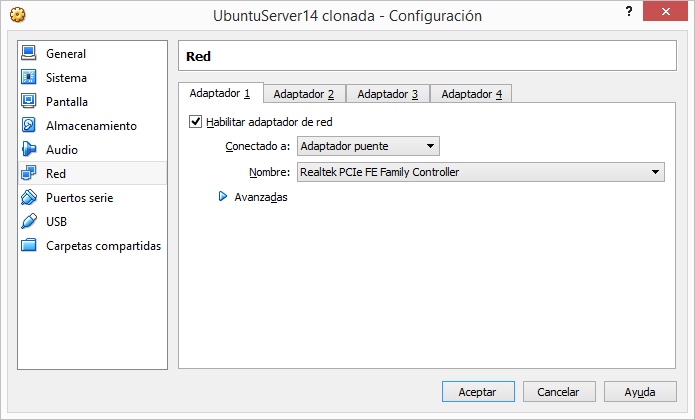 UbuntuServer14 clonada - Configuración
?
General
Sistema
Pantalla
Almacenamiento
Audio
Red
Puertos serie
USB
Carpetas compartidas
Red
Adaptador 1 Adaptador 2 Adaptador 3 Adaptador 4
Habilitar adaptador de red
Conectado a: Adaptador puente
Nombre: Realtek PCIe FE Family Controller
Avanzadas
Aceptar Cancelar Ayuda